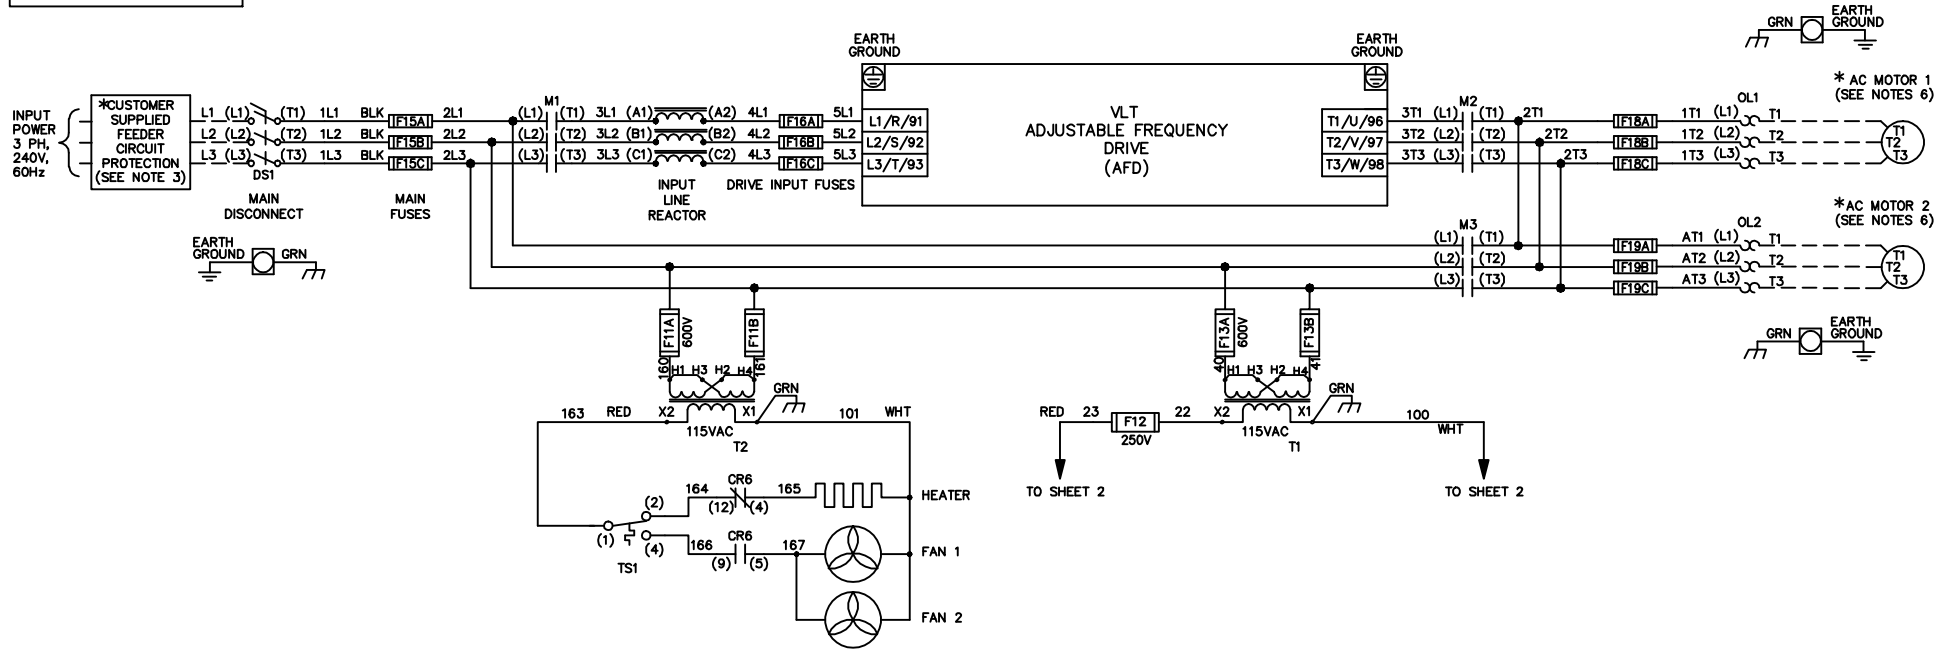 EARTH
GROUND
EARTH
GROUND
GRN
EARTH
GROUND
INPUT
POWER
3 PH,
240V,
60Hz
*CUSTOMER
SUPPLIED
FEEDER
CIRCUIT
PROTECTION
(SEE NOTE 3)
L1 (L1) (T1) 1L1 BLK F15A 2L1 (L1) M1 (T1) 3L1 (A1) (A2) 4L1 F16A 5L1 L1/R/91
L2 (L2) (T2) 1L2 BLK F15B 2L2 (L2) (T2) 3L2 (B1) (B2) 4L2 F16B 5L2 L2/S/92
L3 (L3) (T3) 1L3 BLK F15C 2L3 (L3) (T3) 3L3 (C1) (C2) 4L3 F16C 5L3 L3/T/93
DS1
MAIN
DISCONNECT
MAIN
FUSES
INPUT
LINE
REACTOR
DRIVE INPUT FUSES
VLT
ADJUSTABLE FREQUENCY
DRIVE
(AFD)
T1/U/96 3T1 (L1) M2 (T1) 2T1 F18A 1T1 (L1) OL1 T1
T2/V/97 3T2 (L2) (T2) 2T2 F18B 1T2 (L2) T2
T3/W/98 3T3 (L3) (T3) 2T3 F18C 1T3 (L3) T3
* AC MOTOR 1
(SEE NOTES 6)
T1
T2
T3
EARTH
GROUND
GRN
M3
(L1) (T1) F19A AT1 (L1) OL2 T1
(L2) (T2) F19B AT2 (L2) T2
(L3) (T3) F19C AT3 (L3) T3
*AC MOTOR 2
(SEE NOTES 6)
T1
T2
T3
GRN
EARTH
GROUND
F11A
600V
F11B
160
161
H1 H3 H2 H4
GRN
163 RED X2 X1 101 WHT
115VAC
T2
F13A
600V
F13B
40
41
H1 H3 H2 H4
GRN
RED 23 F12 22 X2 X1 100
WHT
250V
115VAC
T1
TO SHEET 2
TO SHEET 2
(1)
(2)
(4)
TS1
164 CR6 165
(12) (4)
HEATER
166 CR6 167
(9) (5)
FAN 1
FAN 2